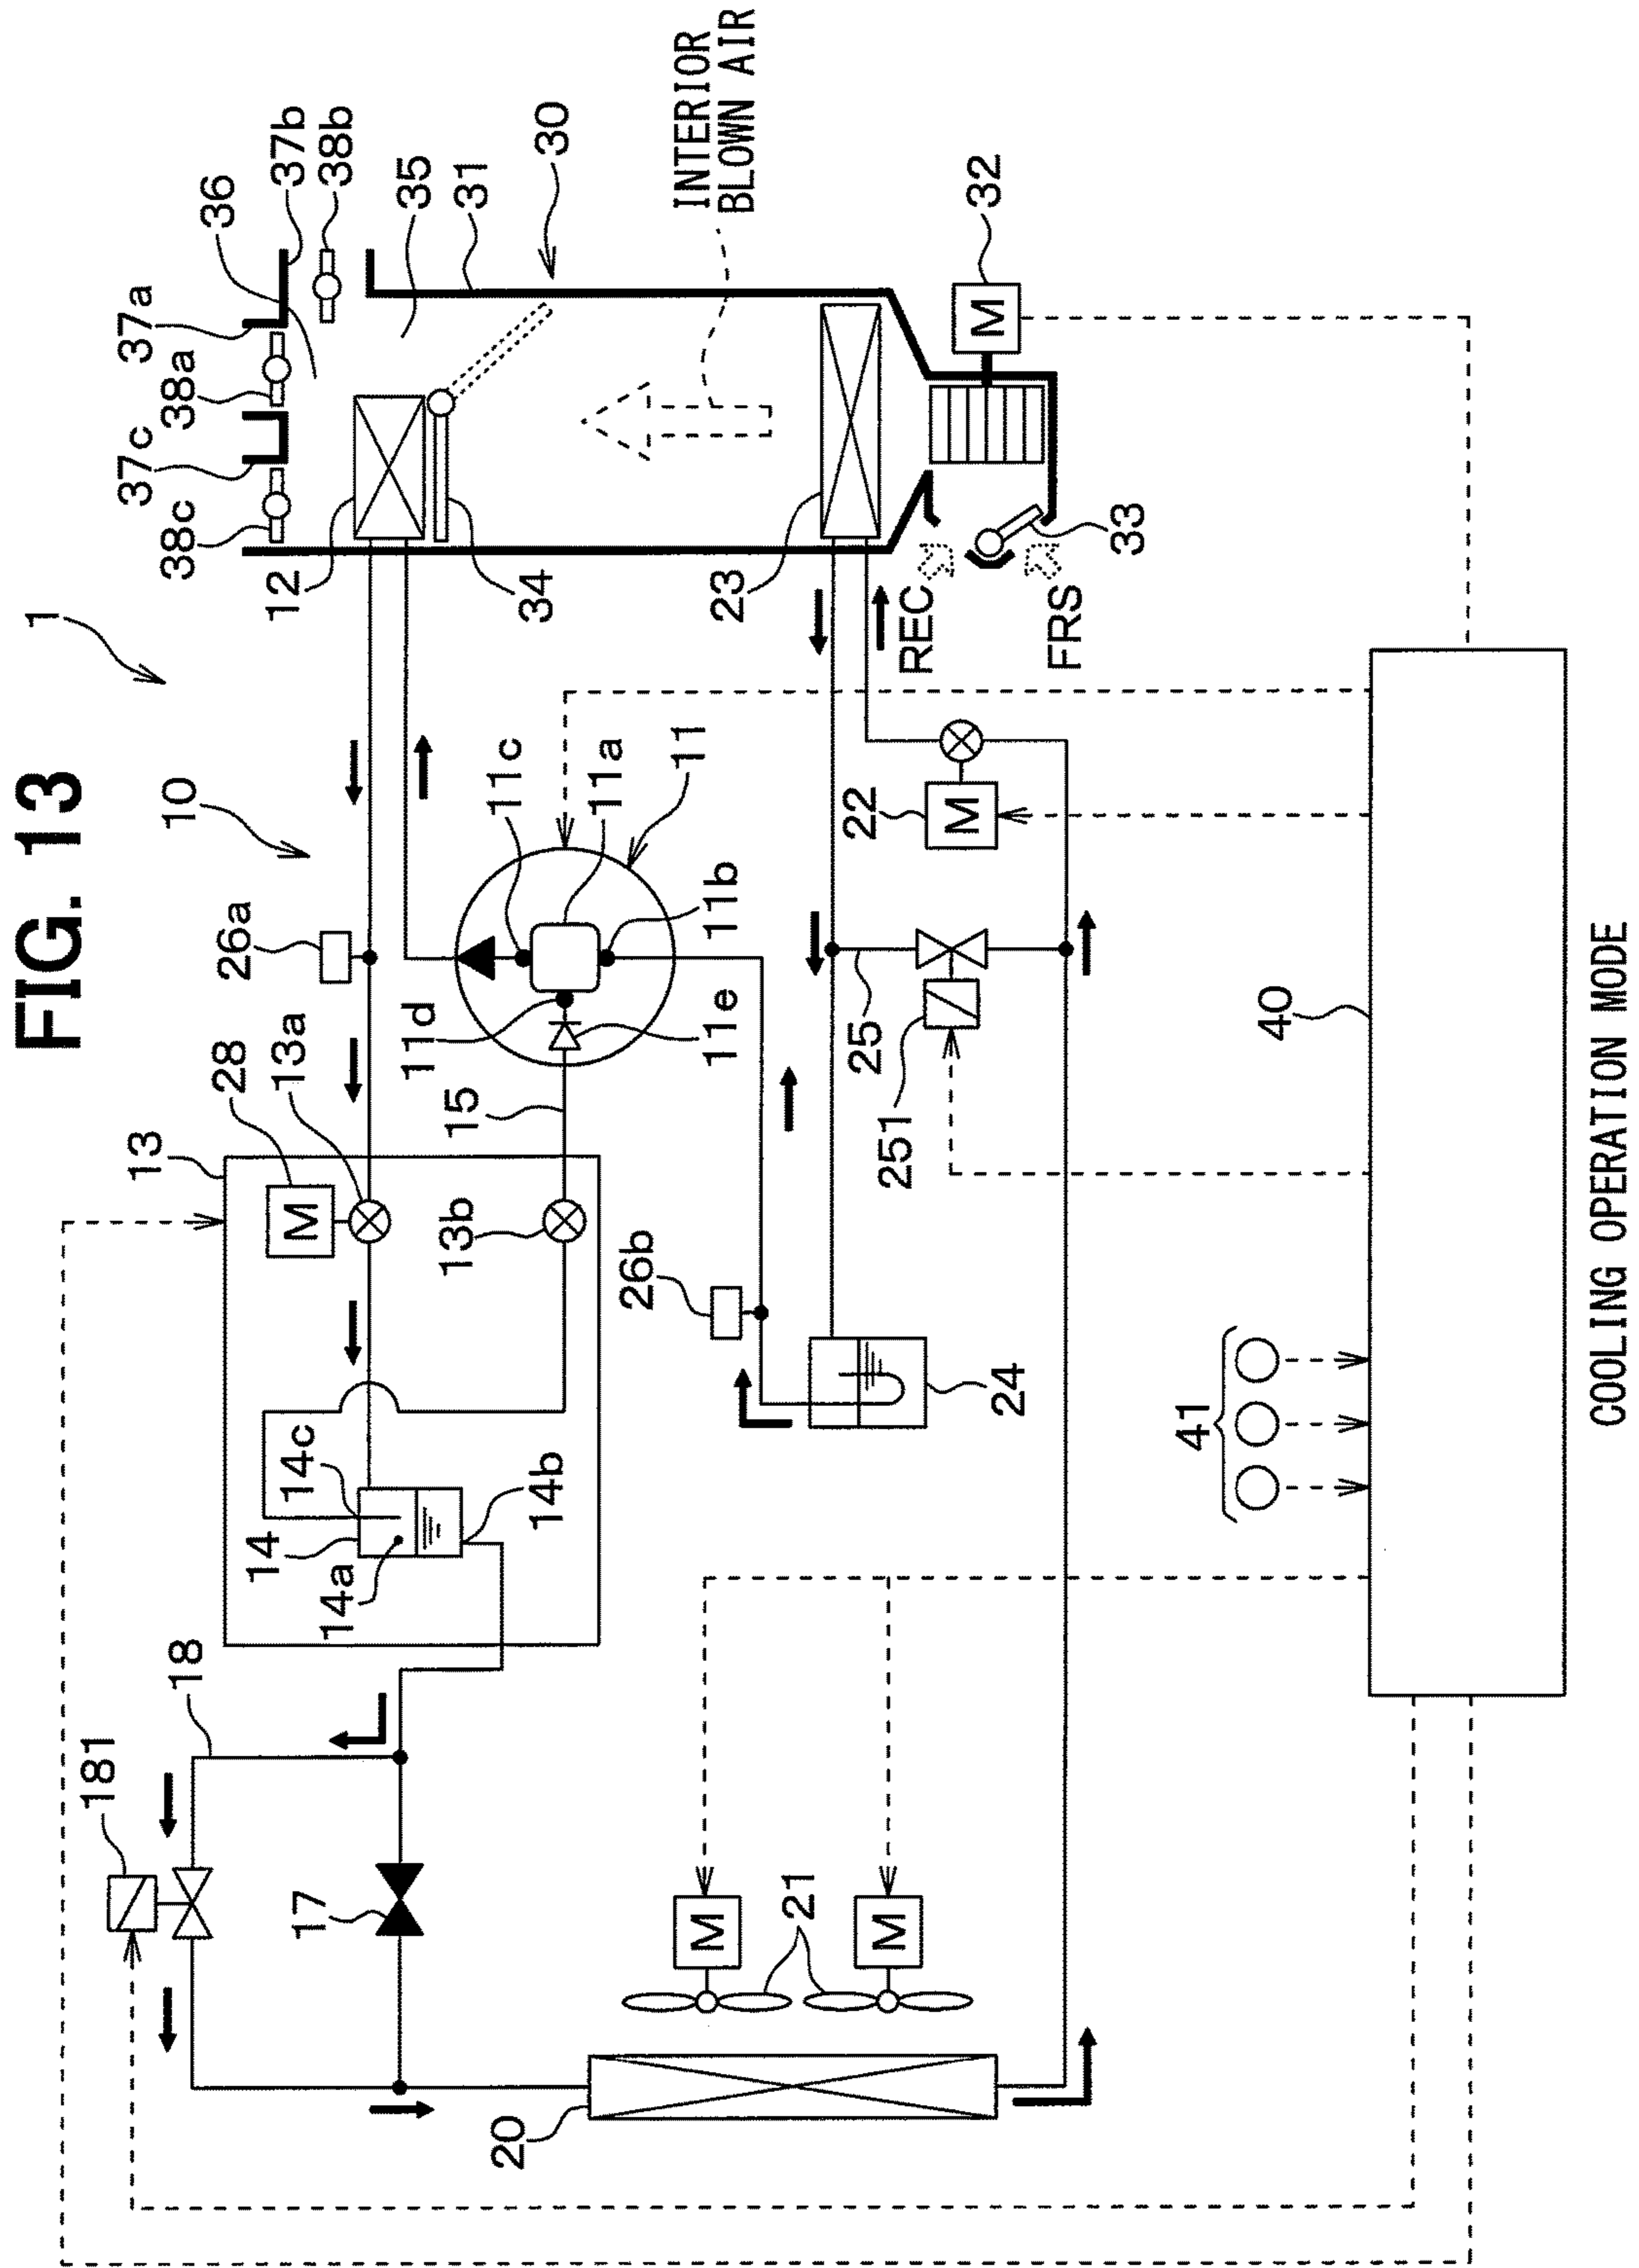 FIG. 13
1
10
30
INTERIOR
BLOWN AIR
36
37b
38b
37a
38a
37c
38c
35
31
12
34
23
32
M
33
REC
FRS
26a
11c
11a
11
11b
11d
11e
15
13
28
M
13a
13b
14c
14
14a
14b
18
181
17
26b
24
22
M
25
251
41
40
M
M
21
20
COOLING OPERATION MODE